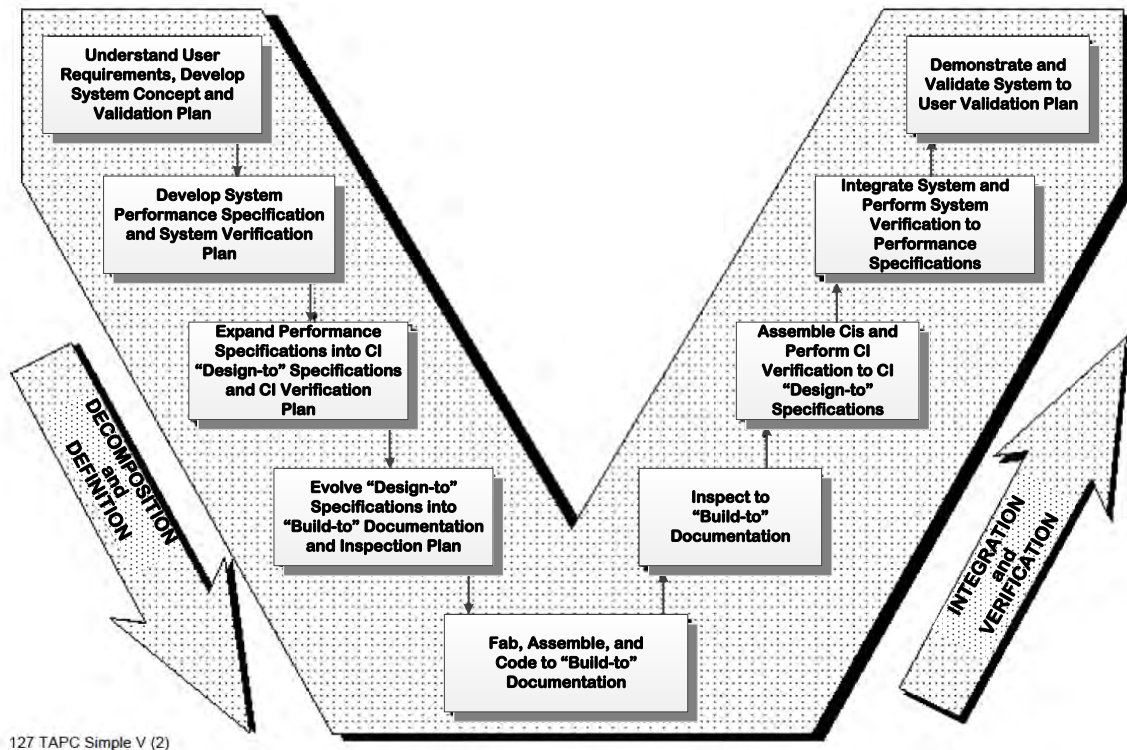 Understand User
Requirements, Develop
System Concept and
Validation Plan
Develop System
Performance Specification
and System Verification
Plan
Expand Performance
Specifications into CI
“Design-to” Specifications
and CI Verification
Plan
Evolve “Design-to”
Specifications into
“Build-to” Documentation
and Inspection Plan
Fab, Assemble, and
Code to “Build-to”
Documentation
Inspect to
“Build-to”
Documentation
Assemble Cis and
Perform CI
Verification to CI
“Design-to”
Specifications
Integrate System and
Perform System
Verification to
Performance
Specifications
Demonstrate and
Validate System to
User Validation Plan
DECOMPOSITION
and
DEFINITION
INTEGRATION
and
VERIFICATION
127 TAPC Simple V (2)